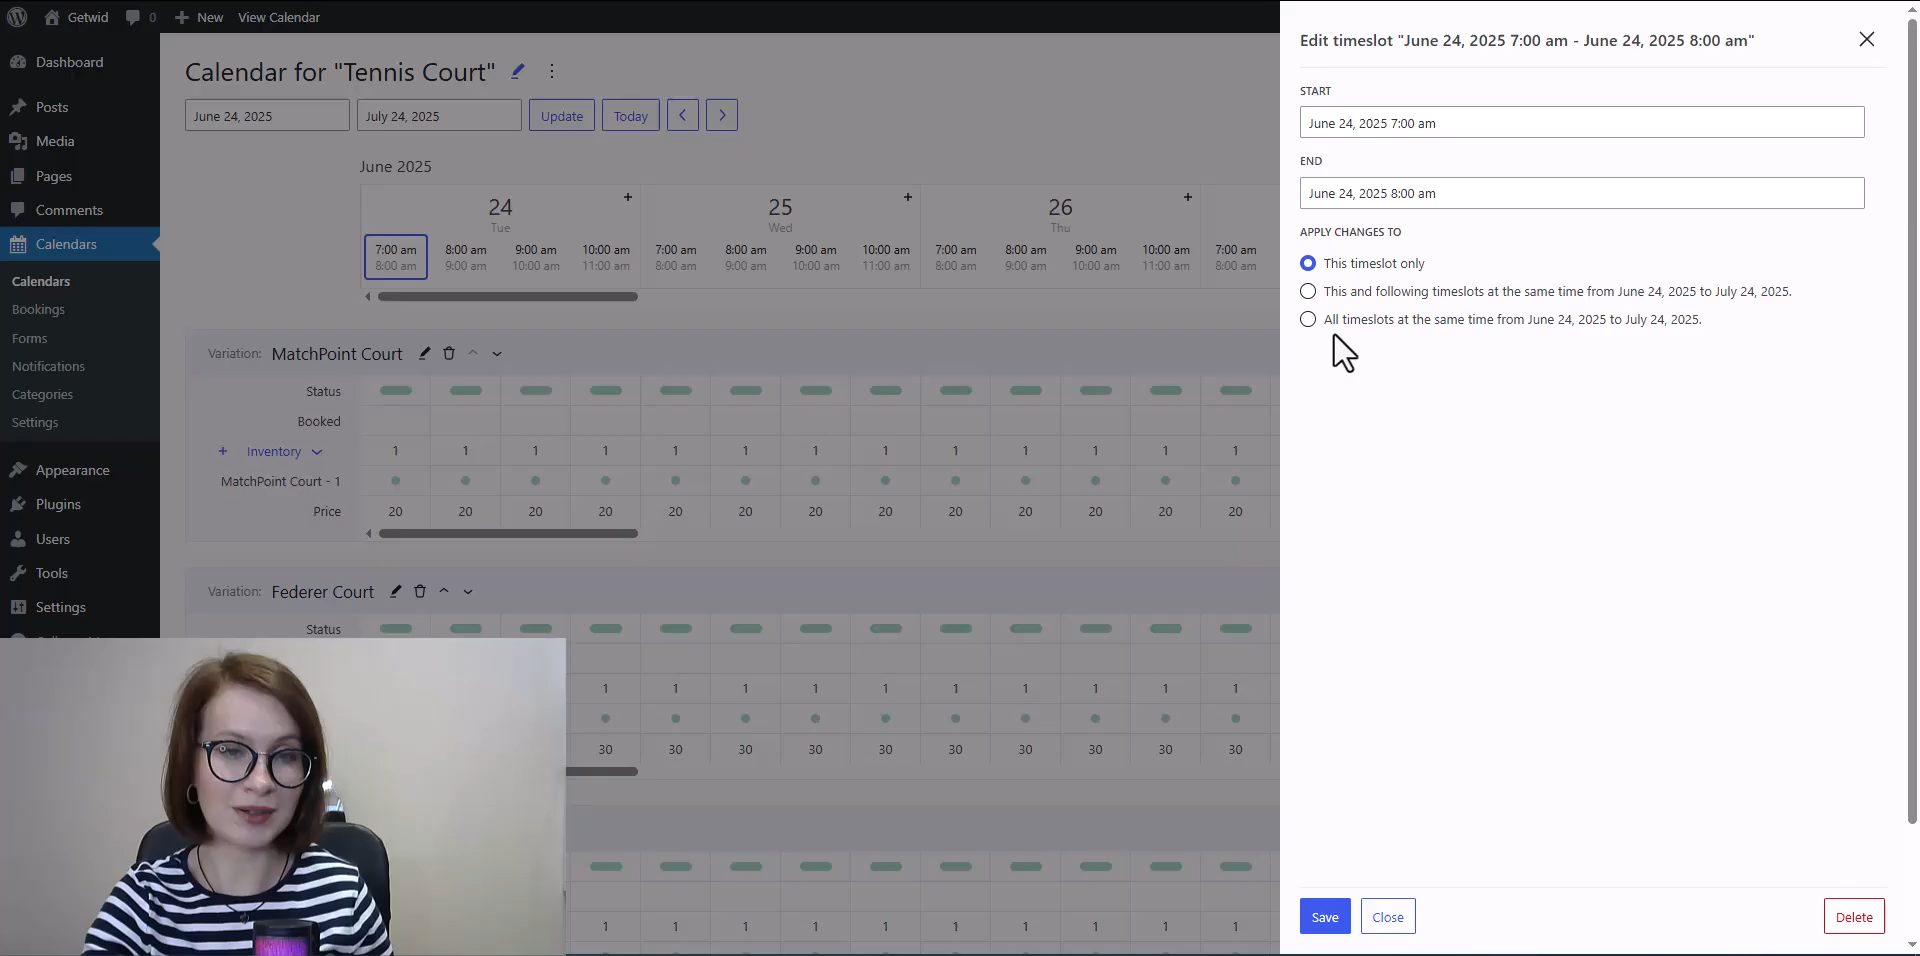 Getwid 0 New View Calendar
Dashboard
Posts
Media
Pages
Comments
Calendars
Calendars
Bookings
Forms
Notifications
Categories
Settings
Appearance
Plugins
Users
Tools
Settings
Calendar for "Tennis Court"
June 24, 2025 July 24, 2025 Update Today
June 2025
24 25 26
Tue Wed Thu
7:00 am 8:00 am 9:00 am 10:00 am 7:00 am 8:00 am 9:00 am 10:00 am 7:00 am 8:00 am 9:00 am 10:00 am 7:00 am
8:00 am 9:00 am 10:00 am 11:00 am 8:00 am 9:00 am 10:00 am 11:00 am 8:00 am 9:00 am 10:00 am 11:00 am 8:00 am
Variation: MatchPoint Court
Status
Booked
+ Inventory 1 1 1 1 1 1 1 1 1 1 1 1 1
MatchPoint Court - 1
Price 20 20 20 20 20 20 20 20 20 20 20 20 20
Variation: Federer Court
Status
1 1 1 1 1 1 1 1 1 1
30 30 30 30 30 30 30 30 30 30
1 1 1 1 1 1 1 1 1 1
Edit timeslot "June 24, 2025 7:00 am - June 24, 2025 8:00 am"
START
June 24, 2025 7:00 am
END
June 24, 2025 8:00 am
APPLY CHANGES TO
This timeslot only
This and following timeslots at the same time from June 24, 2025 to July 24, 2025.
All timeslots at the same time from June 24, 2025 to July 24, 2025.
Save Close Delete